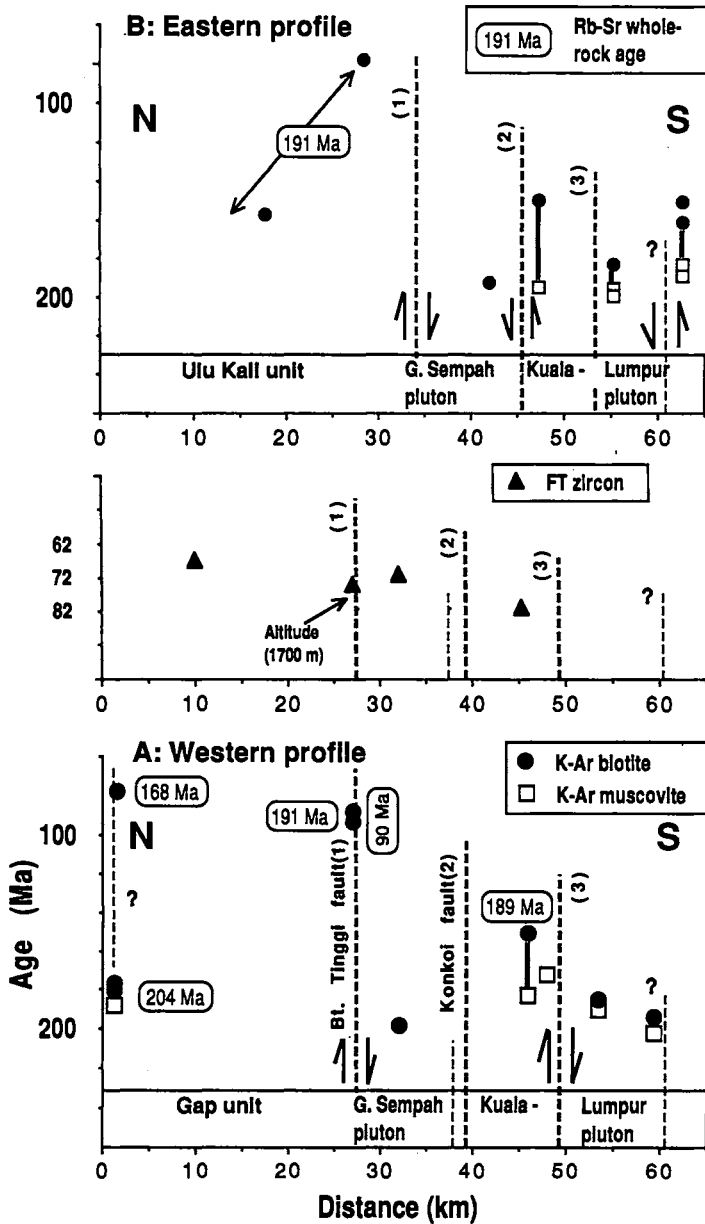 B: Eastern profile
191 Ma
Rb-Sr whole-
rock age
100
N
(1)
(2)
S
191 Ma
(3)
?
200
Ulu Kali unit
G. Sempah
pluton
Kuala -
Lumpur
pluton
0 10 20 30 40 50 60
FT zircon
(1)
(2)
(3)
62
72
82
Altitude
(1700 m)
?
0 10 20 30 40 50 60
A: Western profile
K-Ar biotite
K-Ar muscovite
168 Ma
N
191 Ma
90 Ma
S
100
?
Bt. Tinggi fault(1)
Konkoi fault(2)
(3)
189 Ma
204 Ma
?
200
Age (Ma)
Gap unit
G. Sempah
pluton
Kuala -
Lumpur
pluton
0 10 20 30 40 50 60
Distance (km)